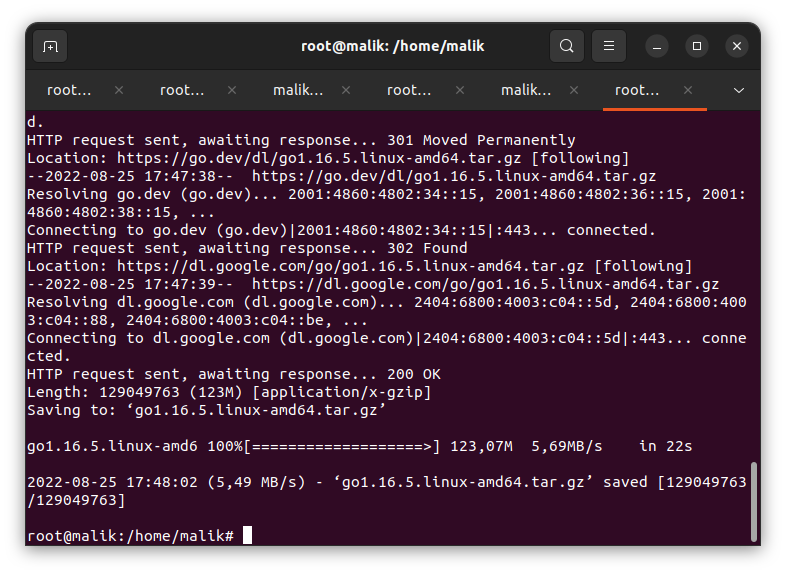 root@malik: /home/malik
root... root... malik... root... malik... root...
d.
HTTP request sent, awaiting response... 301 Moved Permanently
Location: https://go.dev/dl/go1.16.5.linux-amd64.tar.gz [following]
--2022-08-25 17:47:38--  https://go.dev/dl/go1.16.5.linux-amd64.tar.gz
Resolving go.dev (go.dev)... 2001:4860:4802:34::15, 2001:4860:4802:36::15, 2001:
4860:4802:38::15, ...
Connecting to go.dev (go.dev)|2001:4860:4802:34::15|:443... connected.
HTTP request sent, awaiting response... 302 Found
Location: https://dl.google.com/go/go1.16.5.linux-amd64.tar.gz [following]
--2022-08-25 17:47:39--  https://dl.google.com/go/go1.16.5.linux-amd64.tar.gz
Resolving dl.google.com (dl.google.com)... 2404:6800:4003:c04::5d, 2404:6800:400
3:c04::88, 2404:6800:4003:c04::be, ...
Connecting to dl.google.com (dl.google.com)|2404:6800:4003:c04::5d|:443... conne
cted.
HTTP request sent, awaiting response... 200 OK
Length: 129049763 (123M) [application/x-gzip]
Saving to: ‘go1.16.5.linux-amd64.tar.gz’
go1.16.5.linux-amd6 100%[===================>] 123,07M  5,69MB/s    in 22s
2022-08-25 17:48:02 (5,49 MB/s) - ‘go1.16.5.linux-amd64.tar.gz’ saved [129049763
/129049763]
root@malik:/home/malik#